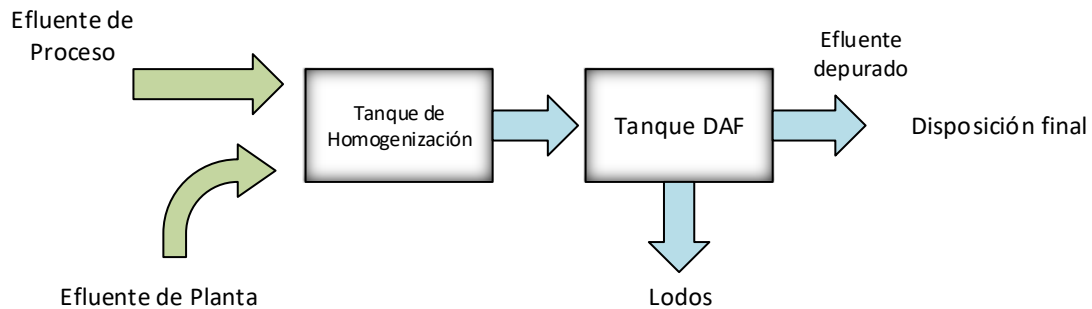 Efluente de
Proceso
Efluente de Planta
Tanque de
Homogenización
Tanque DAF
Lodos
Efluente
depurado
Disposición final